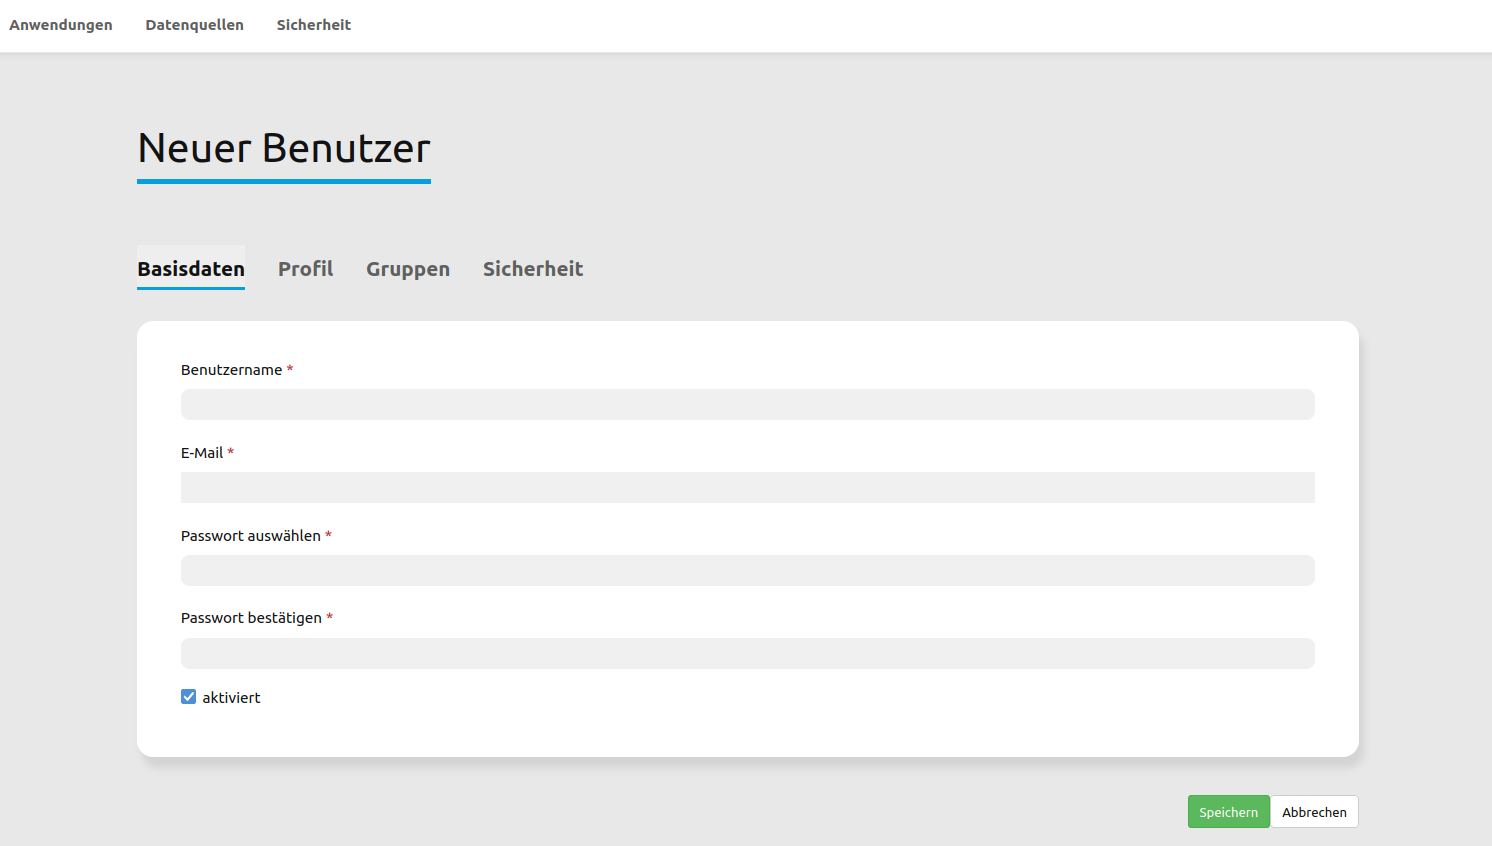 Anwendungen Datenquellen Sicherheit
Neuer Benutzer
Basisdaten Profil Gruppen Sicherheit
Benutzername *
E-Mail *
Passwort auswählen *
Passwort bestätigen *
aktiviert
Speichern Abbrechen